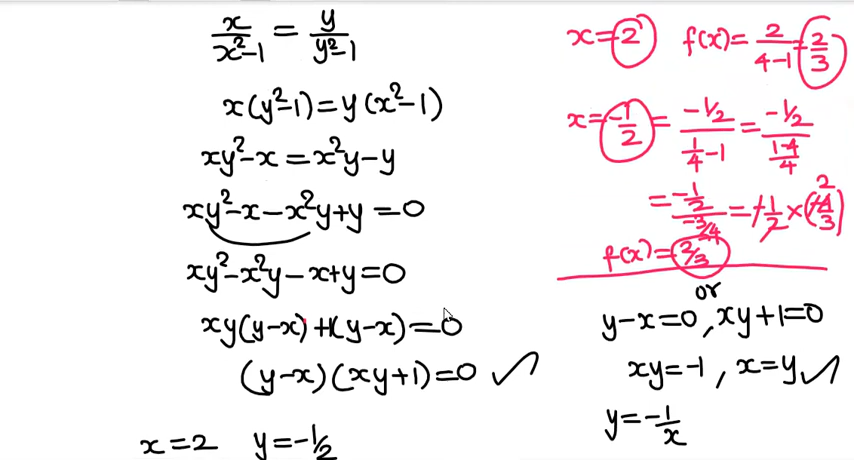 x/(x²-1) = y/(y²-1)
x(y²-1) = y(x²-1)
xy²-x = x²y-y
xy²-x-x²y+y = 0
xy²-x²y-x+y = 0
xy(y-x)+(y-x) = 0
(y-x)(xy+1) = 0 ✓
x=2 y=-1/2
x=2 f(x)= 2/(4-1) = 2/3
x=-1/2 = (-1/2)/(1/4-1) = (-1/2)/((1-4)/4)
= (-1/2)/(-3/4) = +1/2 × (+4/3) 2
f(x) = 2/3
or
y-x=0, xy+1=0
xy=-1, x=y ✓
y=-1/x